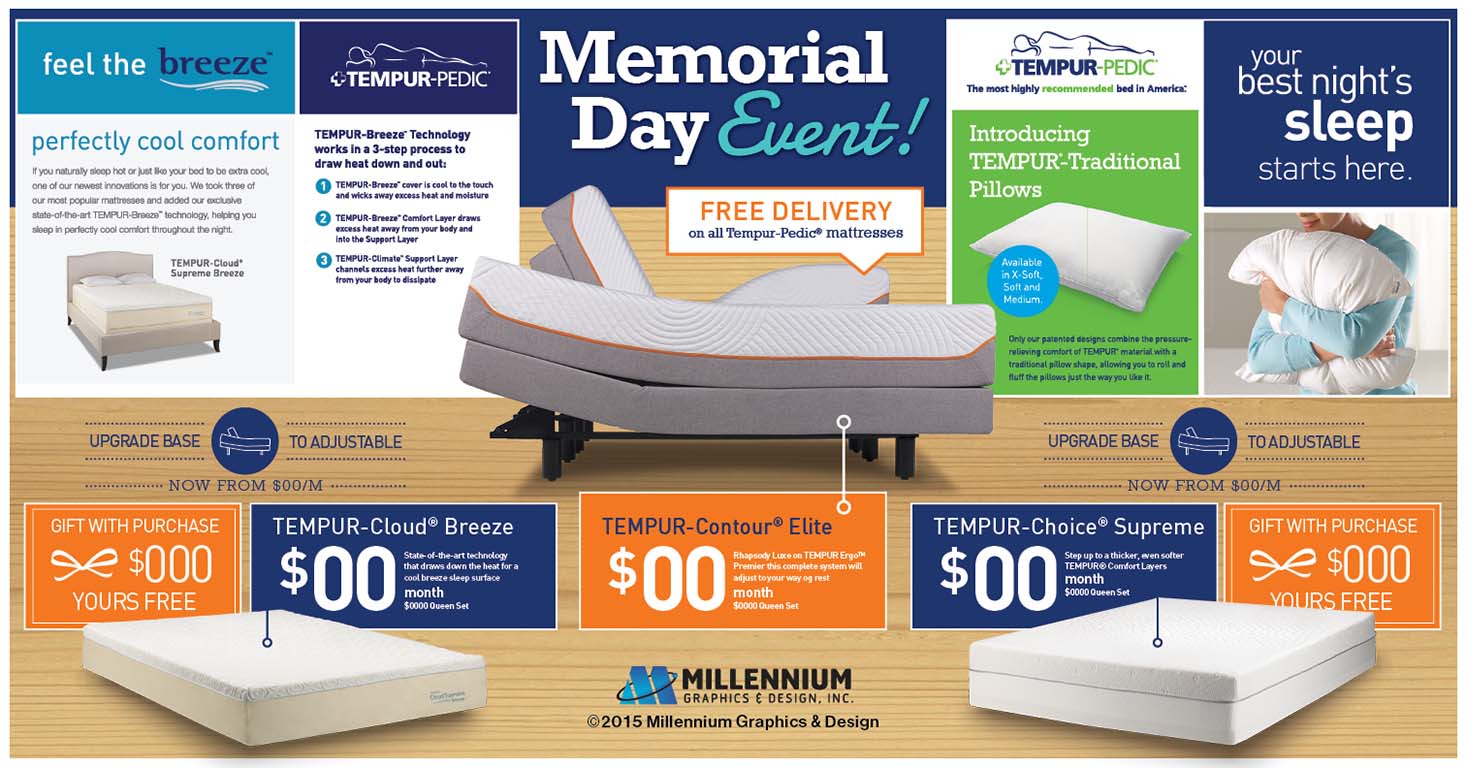 feel the breeze™
perfectly cool comfort
If you naturally sleep hot or just like your bed to be extra cool,
one of our newest innovations is for you. We took three of
our most popular mattresses and added our exclusive
state-of-the-art TEMPUR-Breeze™ technology, helping you
sleep in perfectly cool comfort throughout the night.
TEMPUR-Cloud®
Supreme Breeze
TEMPUR-PEDIC®
TEMPUR-Breeze™ Technology
works in a 3-step process to
draw heat down and out:
1 TEMPUR-Breeze™ cover is cool to the touch
and wicks away excess heat and moisture
2 TEMPUR-Breeze™ Comfort Layer draws
excess heat away from your body and
into the Support Layer
3 TEMPUR-Climate™ Support Layer
channels excess heat further away
from your body to dissipate
Memorial
Day Event!
FREE DELIVERY
on all Tempur-Pedic® mattresses
TEMPUR-PEDIC®
The most highly recommended bed in America.™
Introducing
TEMPUR®-Traditional
Pillows
Available
in X-Soft,
Soft and
Medium.
Only our patented designs combine the pressure-
relieving comfort of TEMPUR® material with a
traditional pillow shape, allowing you to roll and
fluff the pillows just the way you like it.
your
best night's
sleep
starts here.
UPGRADE BASE TO ADJUSTABLE
NOW FROM $00/M
UPGRADE BASE TO ADJUSTABLE
NOW FROM $00/M
GIFT WITH PURCHASE
$000
YOURS FREE
TEMPUR-Cloud® Breeze
$00
State-of-the-art technology
that draws down the heat for a
cool breeze sleep surface
month
$0000 Queen Set
TEMPUR-Contour® Elite
$00
Rhapsody Luxe on TEMPUR Ergo™
Premier this complete system will
adjust to your way og rest
month
$0000 Queen Set
TEMPUR-Choice® Supreme
$00
Step up to a thicker, even softer
TEMPUR® Comfort Layers
month
$0000 Queen Set
GIFT WITH PURCHASE
$000
YOURS FREE
MILLENNIUM
GRAPHICS & DESIGN, INC.
©2015 Millennium Graphics & Design